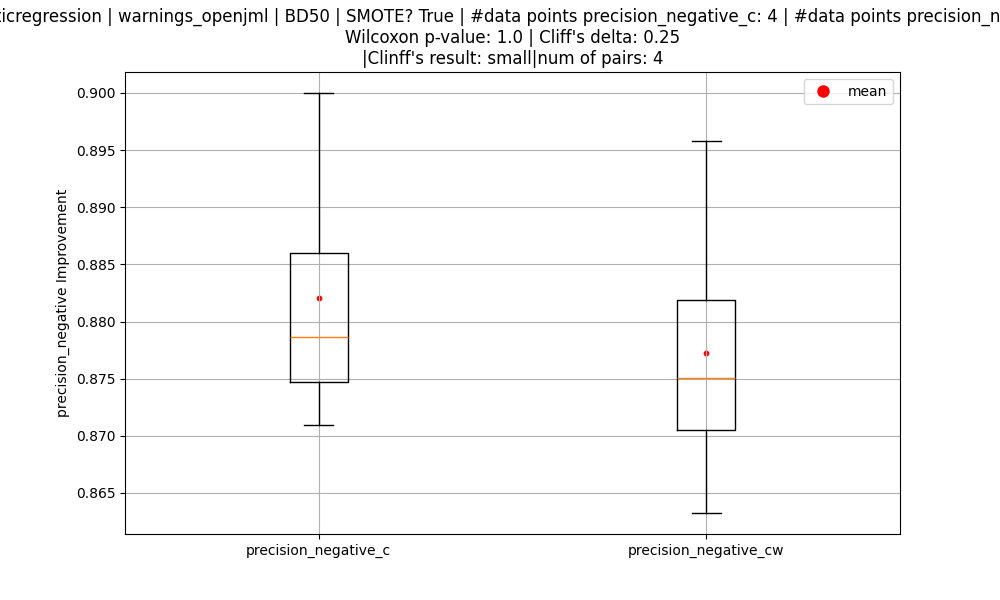 icregression | warnings_openjml | BD50 | SMOTE? True | #data points precision_negative_c: 4 | #data points precision_n
Wilcoxon p-value: 1.0 | Cliff's delta: 0.25
|Clinff's result: small|num of pairs: 4
mean
0.900
0.895
0.890
0.885
0.880
0.875
0.870
0.865
precision_negative Improvement
precision_negative_c
precision_negative_cw